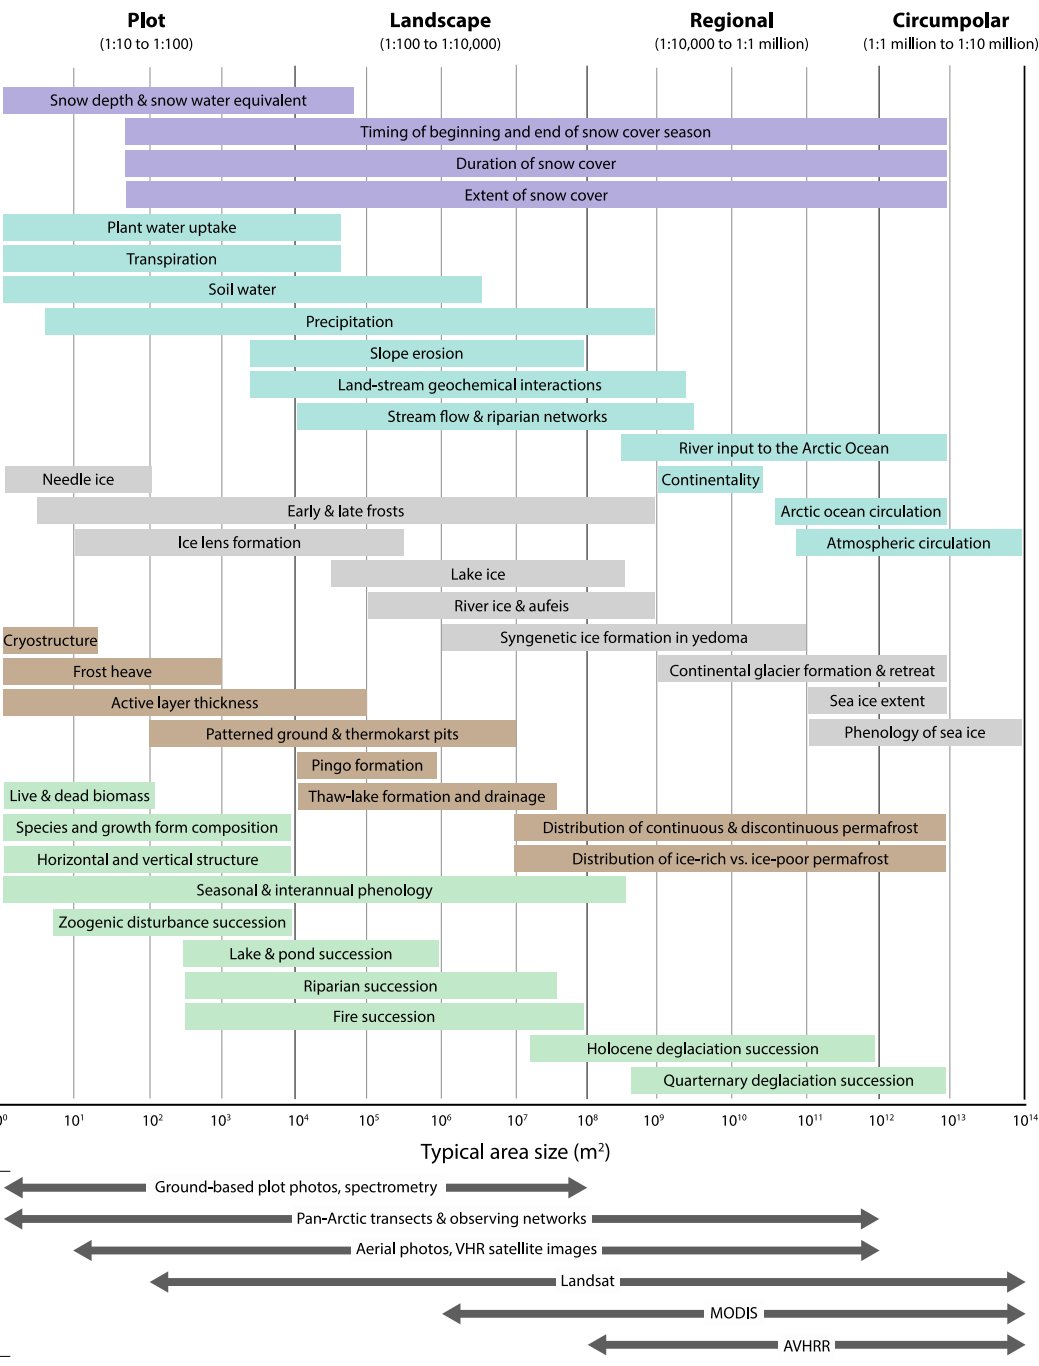 Plot Landscape Regional Circumpolar
(1:10 to 1:100) (1:100 to 1:10,000) (1:10,000 to 1:1 million) (1:1 million to 1:10 million)
Snow depth & snow water equivalent
Timing of beginning and end of snow cover season
Duration of snow cover
Extent of snow cover
Plant water uptake
Transpiration
Soil water
Precipitation
Slope erosion
Land-stream geochemical interactions
Stream flow & riparian networks
River input to the Arctic Ocean
Needle ice Continentality
Early & late frosts Arctic ocean circulation
Ice lens formation Atmospheric circulation
Lake ice
River ice & aufeis
Cryostructure Syngenetic ice formation in yedoma
Frost heave Continental glacier formation & retreat
Active layer thickness Sea ice extent
Patterned ground & thermokarst pits Phenology of sea ice
Pingo formation
Live & dead biomass Thaw-lake formation and drainage
Species and growth form composition Distribution of continuous & discontinuous permafrost
Horizontal and vertical structure Distribution of ice-rich vs. ice-poor permafrost
Seasonal & interannual phenology
Zoogenic disturbance succession
Lake & pond succession
Riparian succession
Fire succession
Holocene deglaciation succession
Quarternary deglaciation succession
10⁰ 10¹ 10² 10³ 10⁴ 10⁵ 10⁶ 10⁷ 10⁸ 10⁹ 10¹⁰ 10¹¹ 10¹² 10¹³ 10¹⁴
Typical area size (m²)
Ground-based plot photos, spectrometry
Pan-Arctic transects & observing networks
Aerial photos, VHR satellite images
Landsat
MODIS
AVHRR